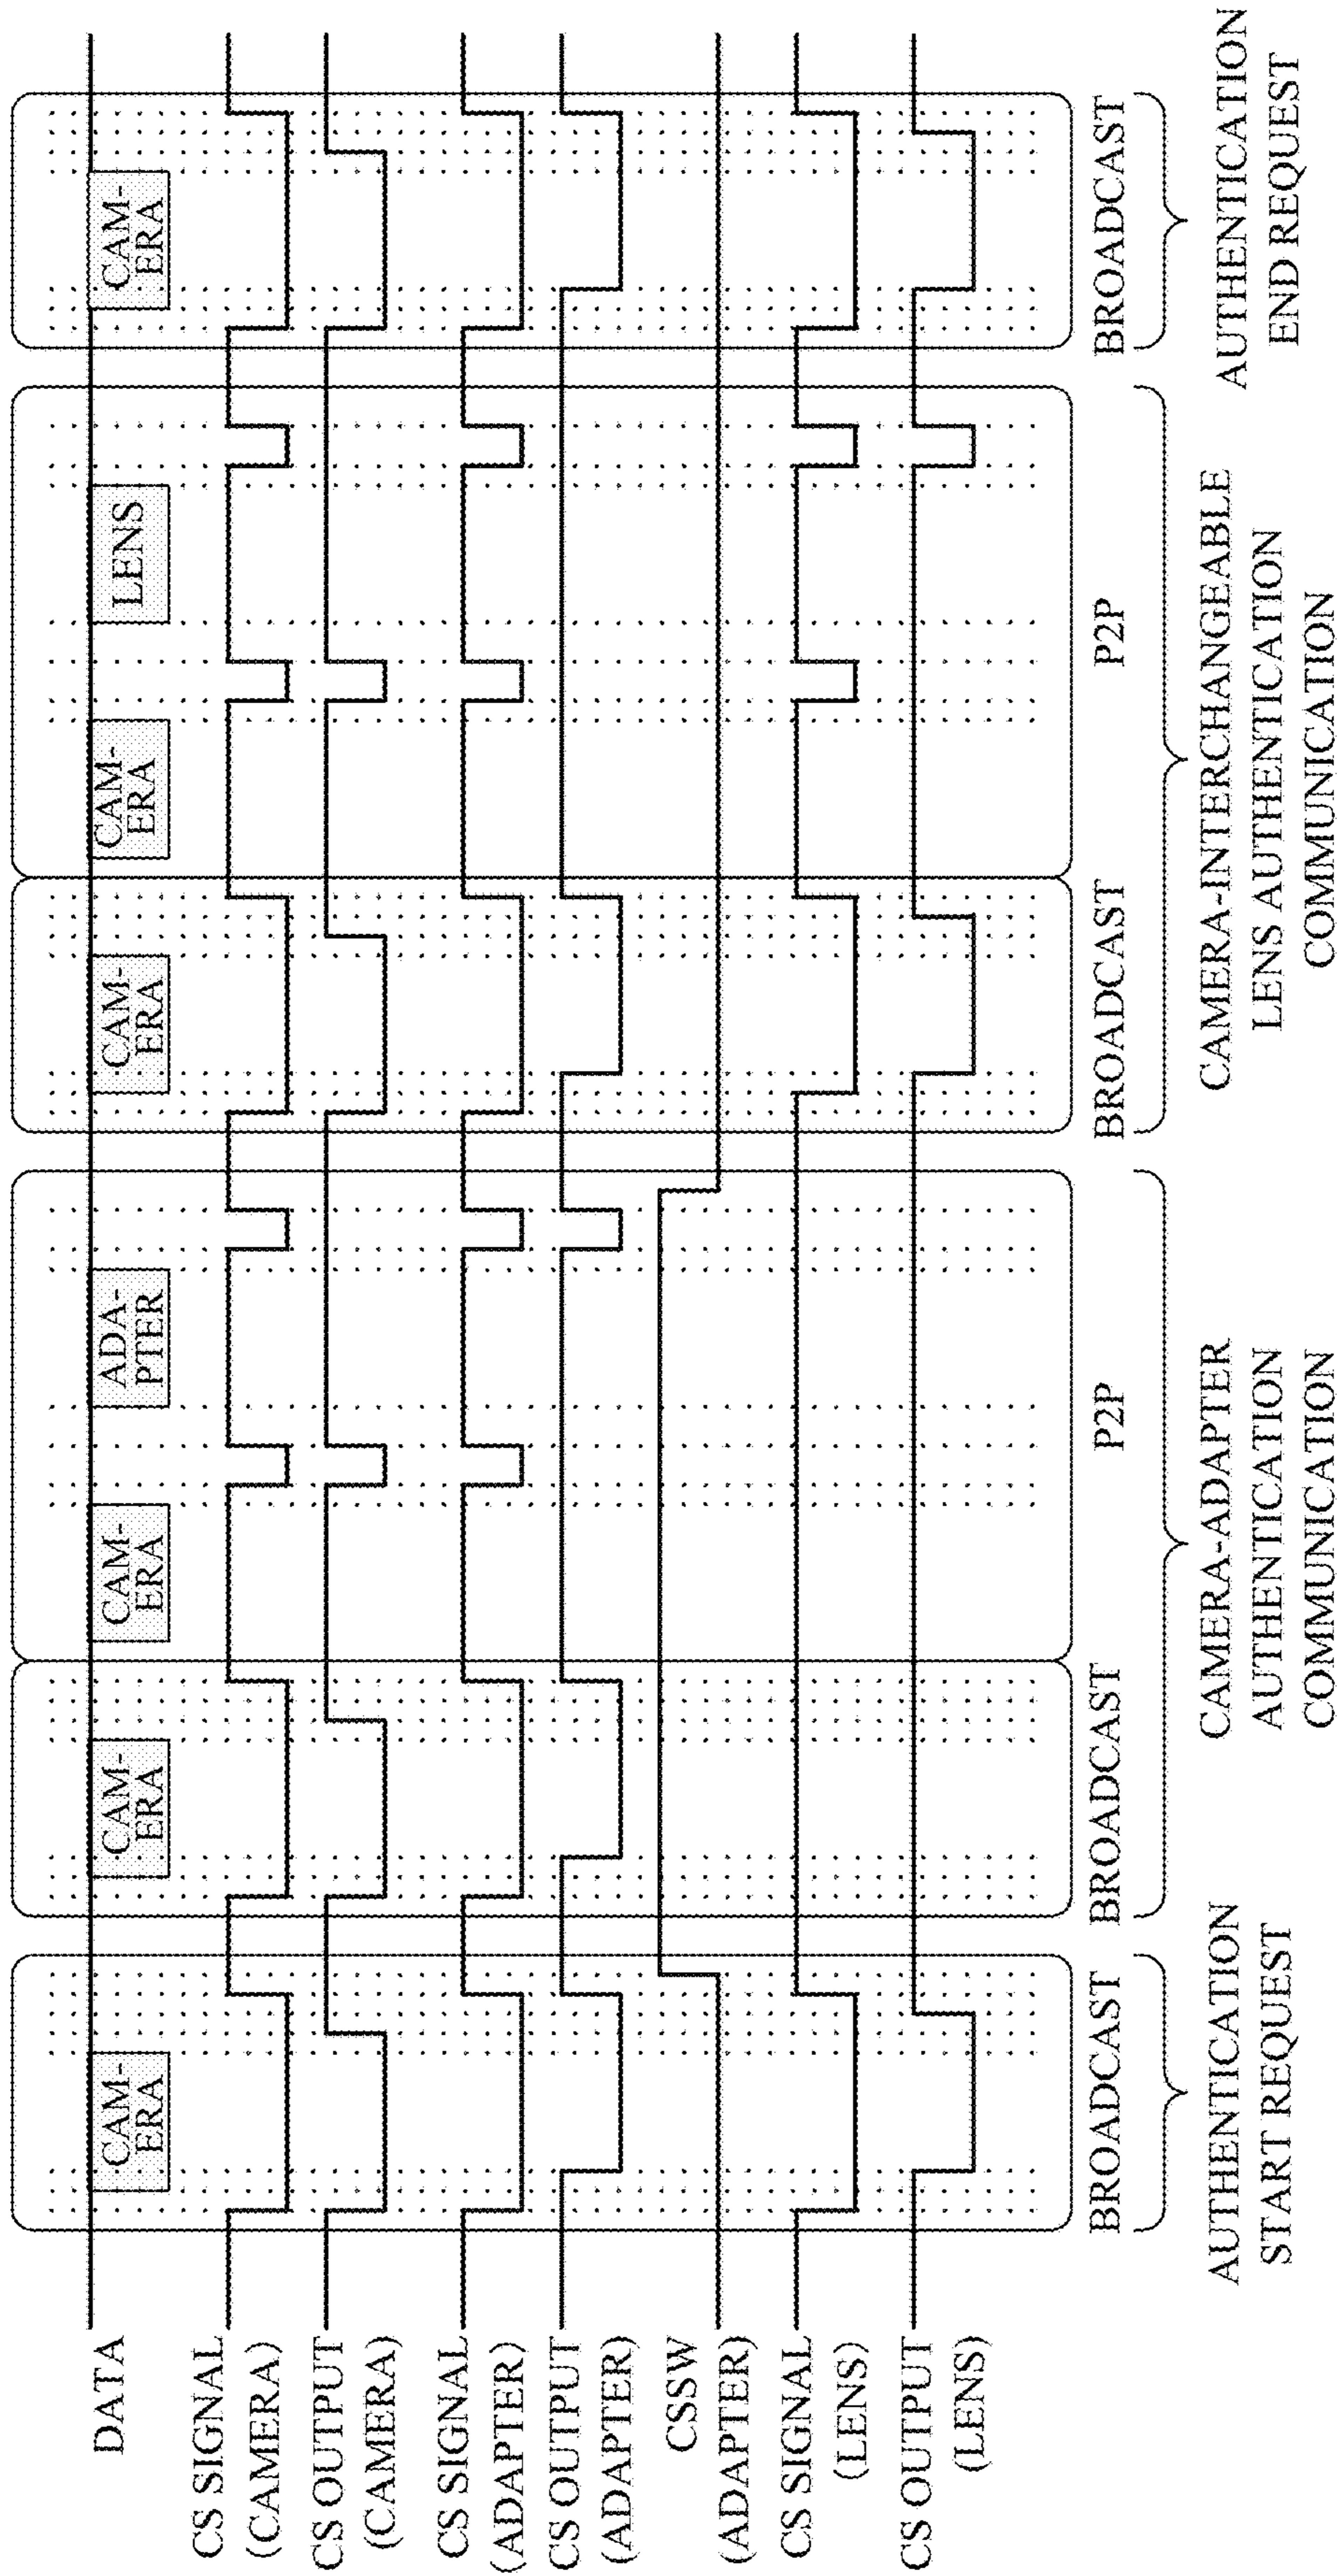 DATA
CS SIGNAL
(CAMERA)
CS OUTPUT
(CAMERA)
CS SIGNAL
(ADAPTER)
CS OUTPUT
(ADAPTER)
CSSW
(ADAPTER)
CS SIGNAL
(LENS)
CS OUTPUT
(LENS)
CAM-
ERA
CAM-
ERA
CAM-
ERA
ADA-
PTER
CAM-
ERA
CAM-
ERA
LENS
CAM-
ERA
BROADCAST
BROADCAST
P2P
BROADCAST
P2P
BROADCAST
AUTHENTICATION
START REQUEST
CAMERA-ADAPTER
AUTHENTICATION
COMMUNICATION
CAMERA-INTERCHANGEABLE
LENS AUTHENTICATION
COMMUNICATION
AUTHENTICATION
END REQUEST